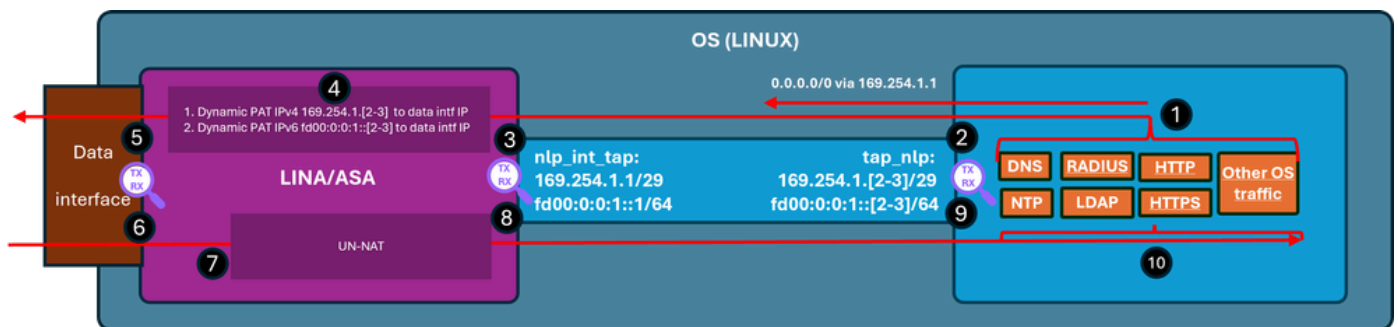 OS (LINUX)
0.0.0.0/0 via 169.254.1.1
4
1. Dynamic PAT IPv4 169.254.1.[2-3] to data intf IP
2. Dynamic PAT IPv6 fd00:0:0:1::[2-3] to data intf IP
1
5
3
2
Data
interface
TX
RX
LINA/ASA
TX
RX
nlp_int_tap:
169.254.1.1/29
fd00:0:0:1::1/64
tap_nlp:
169.254.1.[2-3]/29
fd00:0:0:1::[2-3]/64
TX
RX
DNS
RADIUS
HTTP
Other OS
traffic
NTP
LDAP
HTTPS
6
8
9
7
UN-NAT
10